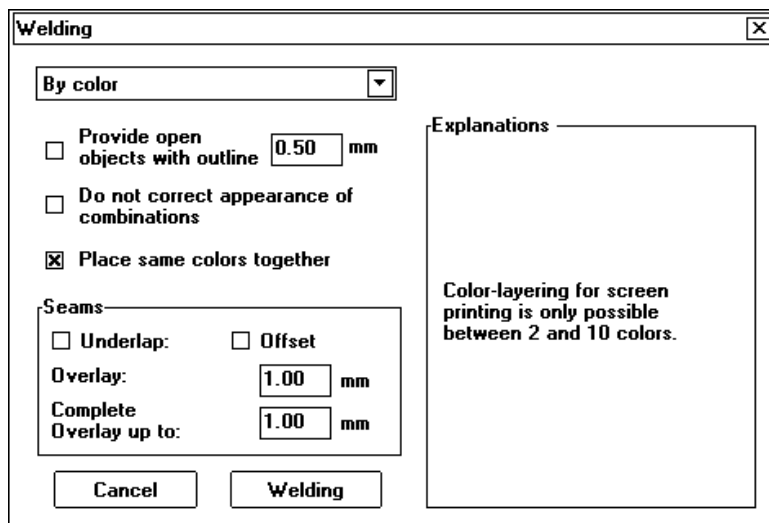 Welding
By color
Provide open
objects with outline 0.50 mm
Do not correct appearance of
combinations
Place same colors together
Seams
Underlap: Offset
Overlay: 1.00 mm
Complete
Overlay up to: 1.00 mm
Cancel Welding
Explanations
Color-layering for screen
printing is only possible
between 2 and 10 colors.